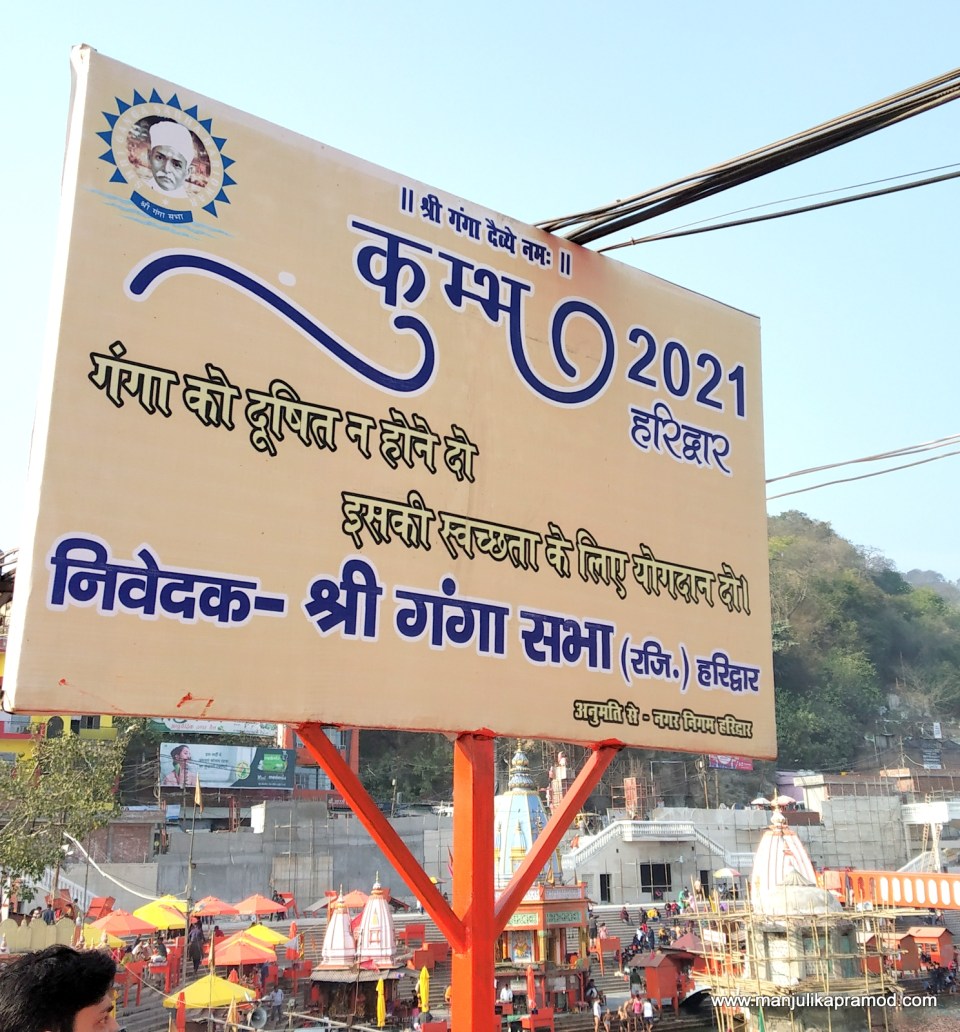 श्री गंगा सभा
॥ श्री गंगा दैव्ये नमः ॥
कुम्भ 2021
हरिद्वार
गंगा को दूषित न होने दो
इसकी स्वच्छता के लिए योगदान दो।
निवेदक- श्री गंगा सभा (रजि.) हरिद्वार
अनुमति से - नगर निगम हरिद्वार
www.manjulikapramod.com